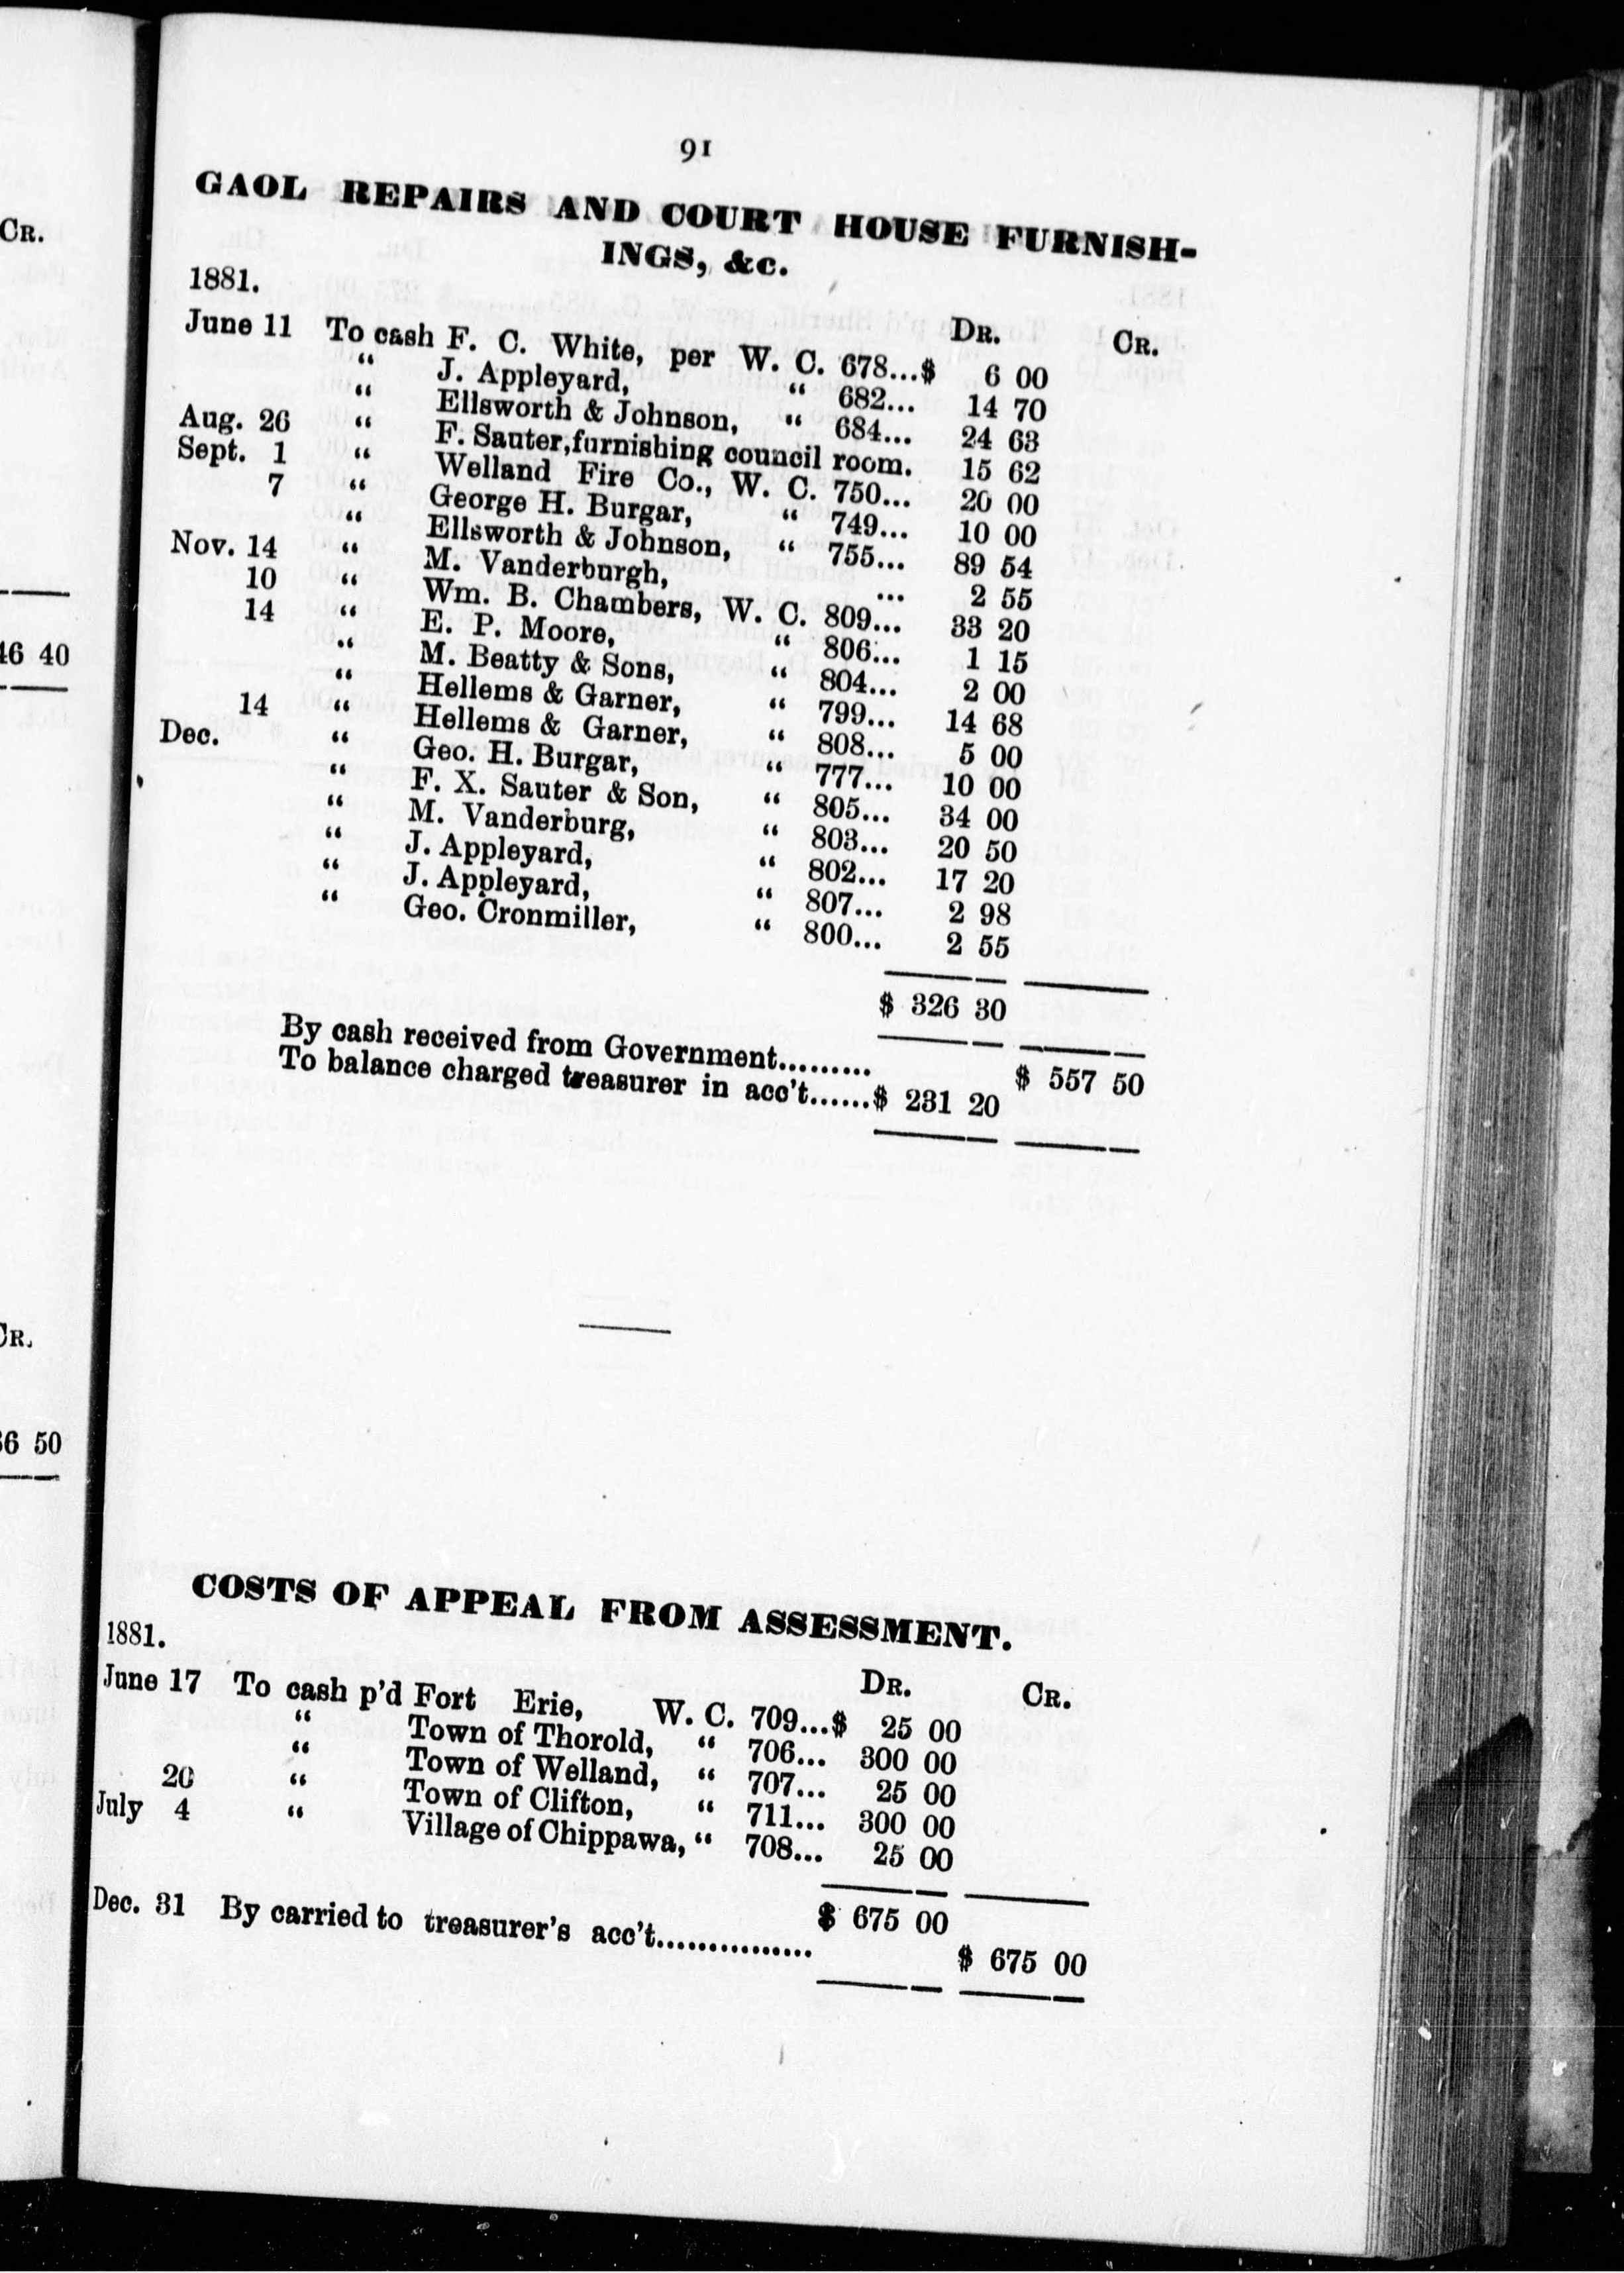 91
GAOL REPAIRS AND COURT HOUSE FURNISH-
INGS, &c.
1881.
DR. CR.
June 11 To cash F. C. White, per W. C. 678...$ 6 00
“ J. Appleyard, “ 682... 14 70
“ Ellsworth & Johnson, “ 684... 24 63
Aug. 26 “ F. Sauter, furnishing council room. 15 62
Sept. 1 “ Welland Fire Co., W. C. 750... 20 00
7 “ George H. Burgar, “ 749... 10 00
“ Ellsworth & Johnson, “ 755... 89 54
Nov. 14 “ M. Vanderburgh, ... 2 55
10 “ Wm. B. Chambers, W. C. 809... 33 20
14 “ E. P. Moore, “ 806... 1 15
“ M. Beatty & Sons, “ 804... 2 00
“ Hellems & Garner, “ 799... 14 68
14 “ Hellems & Garner, “ 808... 5 00
Dec. “ Geo. H. Burgar, “ 777... 10 00
“ F. X. Sauter & Son, “ 805... 34 00
“ M. Vanderburg, “ 803... 20 50
“ J. Appleyard, “ 802... 17 20
“ J. Appleyard, “ 807... 2 98
“ Geo. Cronmiller, “ 800... 2 55
$ 326 30
By cash received from Government......... $ 557 50
To balance charged treasurer in acc't......$ 231 20
COSTS OF APPEAL FROM ASSESSMENT.
1881.
DR. CR.
June 17 To cash p'd Fort Erie, W. C. 709...$ 25 00
“ Town of Thorold, “ 706... 300 00
“ Town of Welland, “ 707... 25 00
20 “ Town of Clifton, “ 711... 300 00
July 4 “ Village of Chippawa, “ 708... 25 00
$ 675 00
Dec. 31 By carried to treasurer's acc't............... $ 675 00
CR.
46 40
CR.
6 50